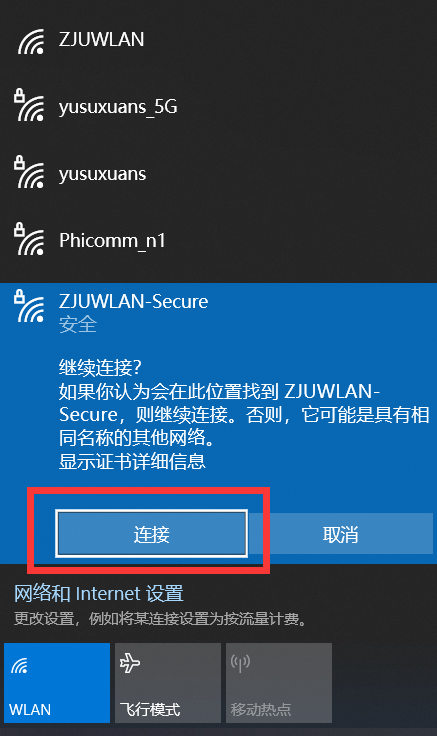 ZJUWLAN
yusuxuans_5G
yusuxuans
Phicomm_n1
ZJUWLAN-Secure
安全
继续连接?
如果你认为会在此位置找到 ZJUWLAN-
Secure，则继续连接。否则，它可能是具有相
同名称的其他网络。
显示证书详细信息
连接 取消
网络和 Internet 设置
更改设置，例如将某连接设置为按流量计费。
WLAN 飞行模式 移动热点